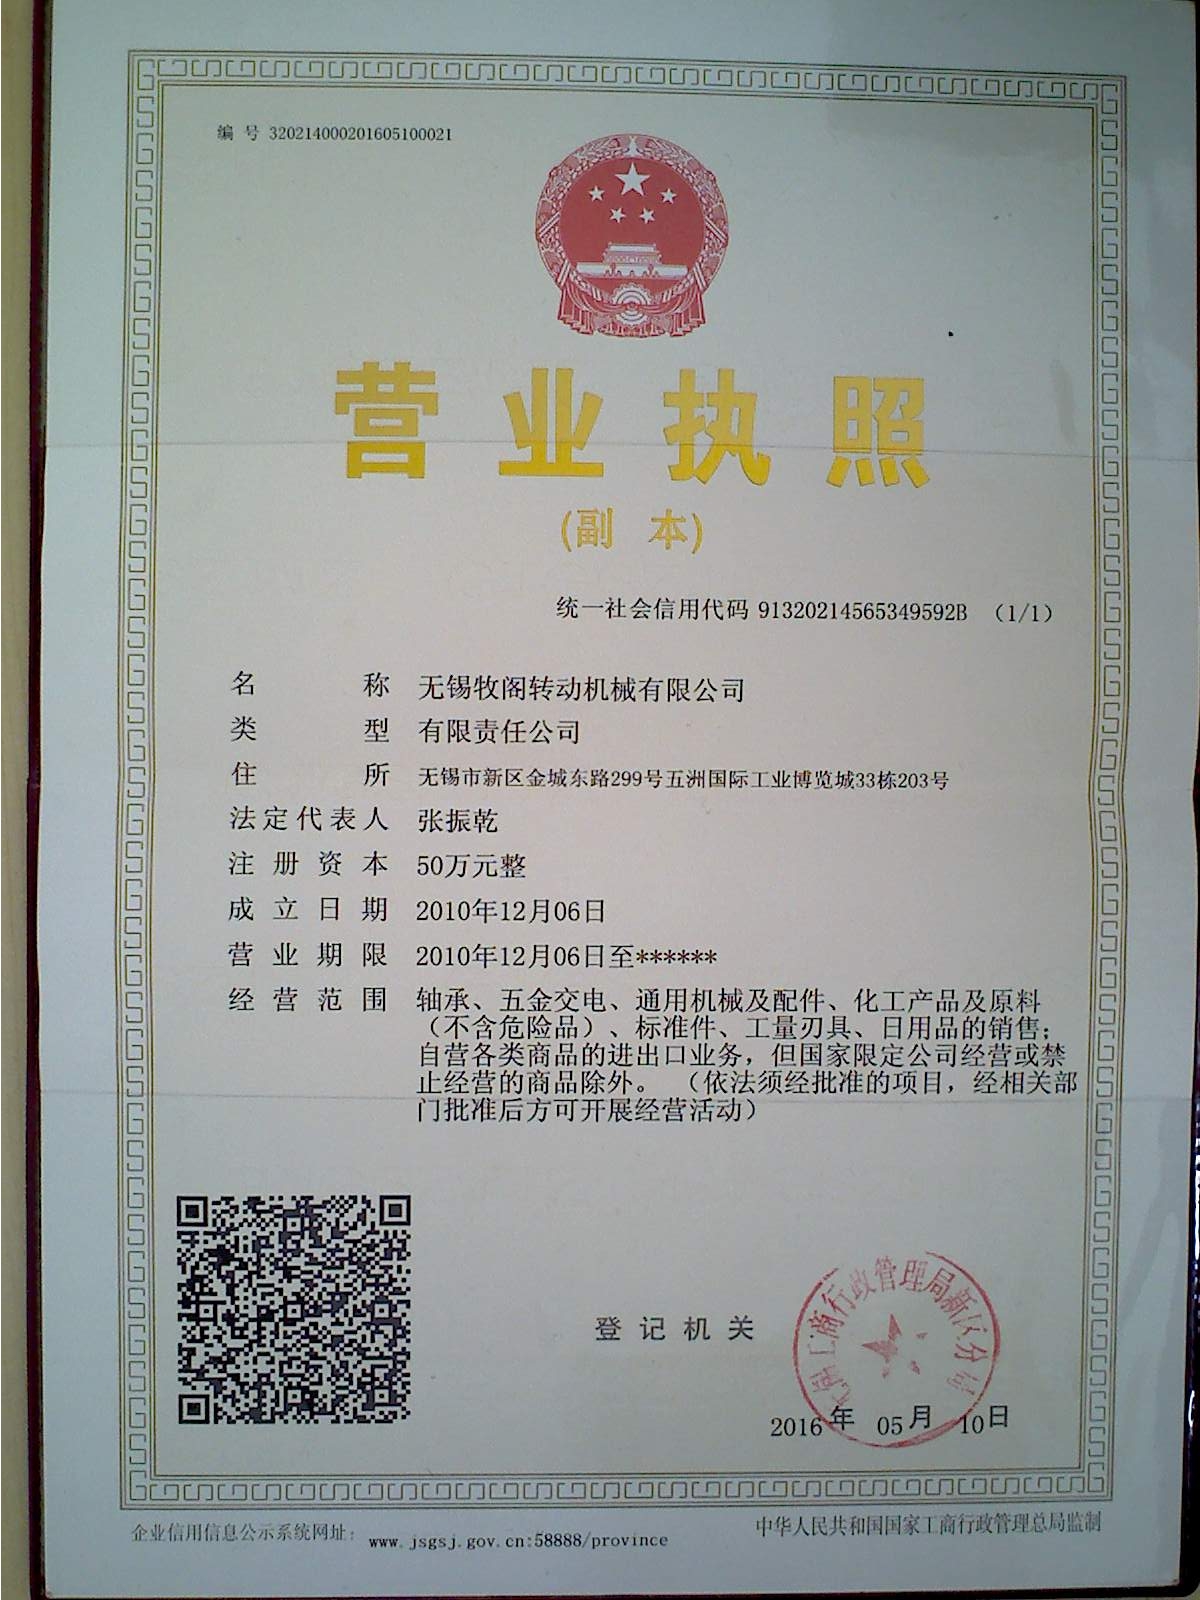 编 号 320214000201605100021
营业执照
(副 本)
统一社会信用代码 91320214565349592B （1/1）
名 称 无锡牧阁转动机械有限公司
类 型 有限责任公司
住 所 无锡市新区金城东路299号五洲国际工业博览城33栋203号
法定代表人 张振乾
注册资本 50万元整
成立日期 2010年12月06日
营业期限 2010年12月06日至******
经营范围 轴承、五金交电、通用机械及配件、化工产品及原料
（不含危险品）、标准件、工量刃具、日用品的销售；
自营各类商品的进出口业务，但国家限定公司经营或禁
止经营的商品除外。（依法须经批准的项目，经相关部
门批准后方可开展经营活动）
工商行政管理局新区分局
登记机关
2016年 05月 10日
企业信用信息公示系统网址： www.jsgsj.gov.cn:58888/province
中华人民共和国国家工商行政管理总局监制